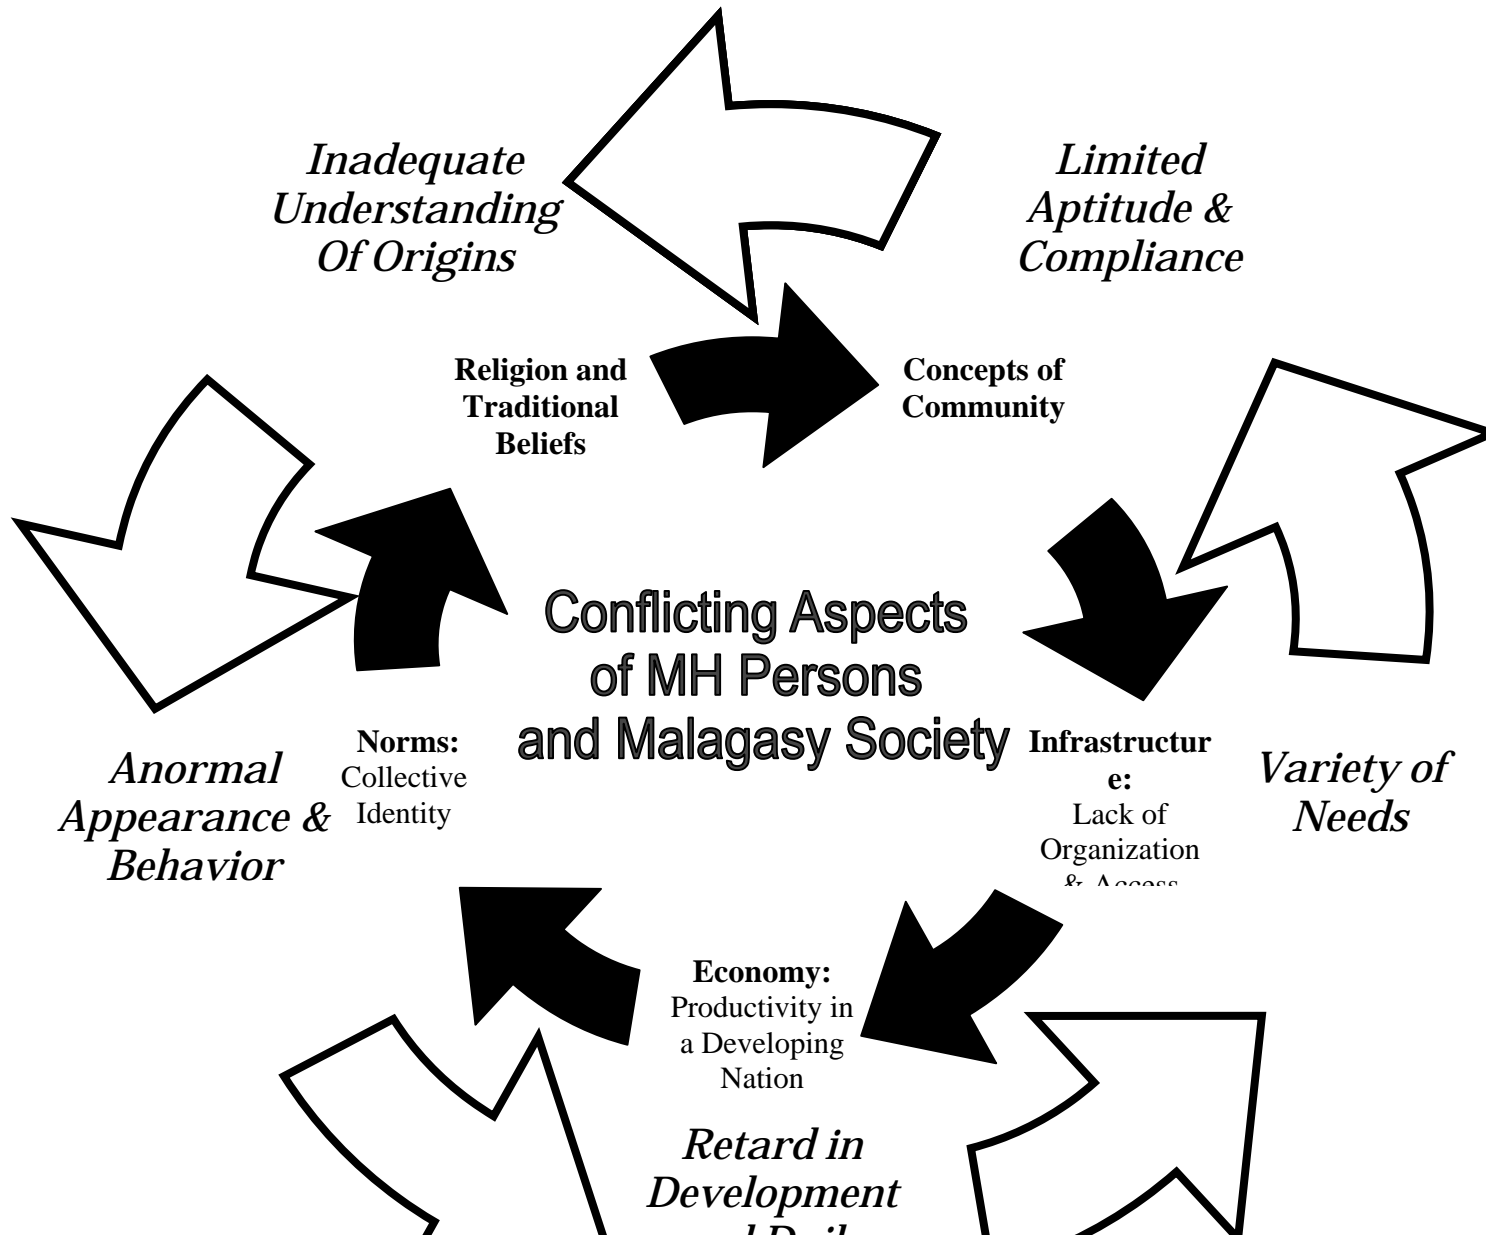 Inadequate
Understanding
Of Origins
Limited
Aptitude &
Compliance
Religion and
Traditional
Beliefs
Concepts of
Community
Conflicting Aspects
of MH Persons
and Malagasy Society
Norms:
Collective
Identity
Anormal
Appearance &
Behavior
Infrastructur
e:
Lack of
Organization
& Access
Variety of
Needs
Economy:
Productivity in
a Developing
Nation
Retard in
Development